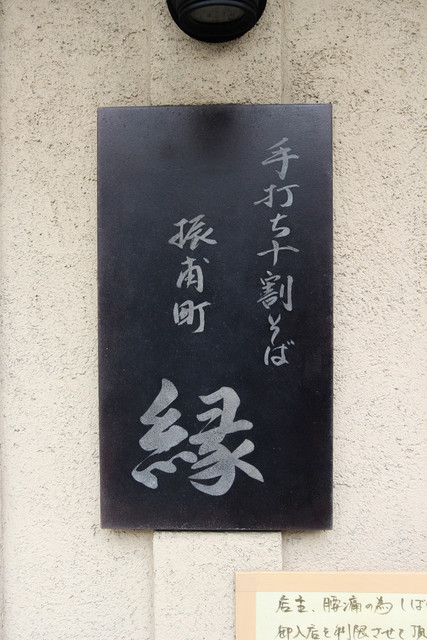 手打ち十割そば
振甫町
縁
店主、腰痛の為しば
御入店を制限させて頂